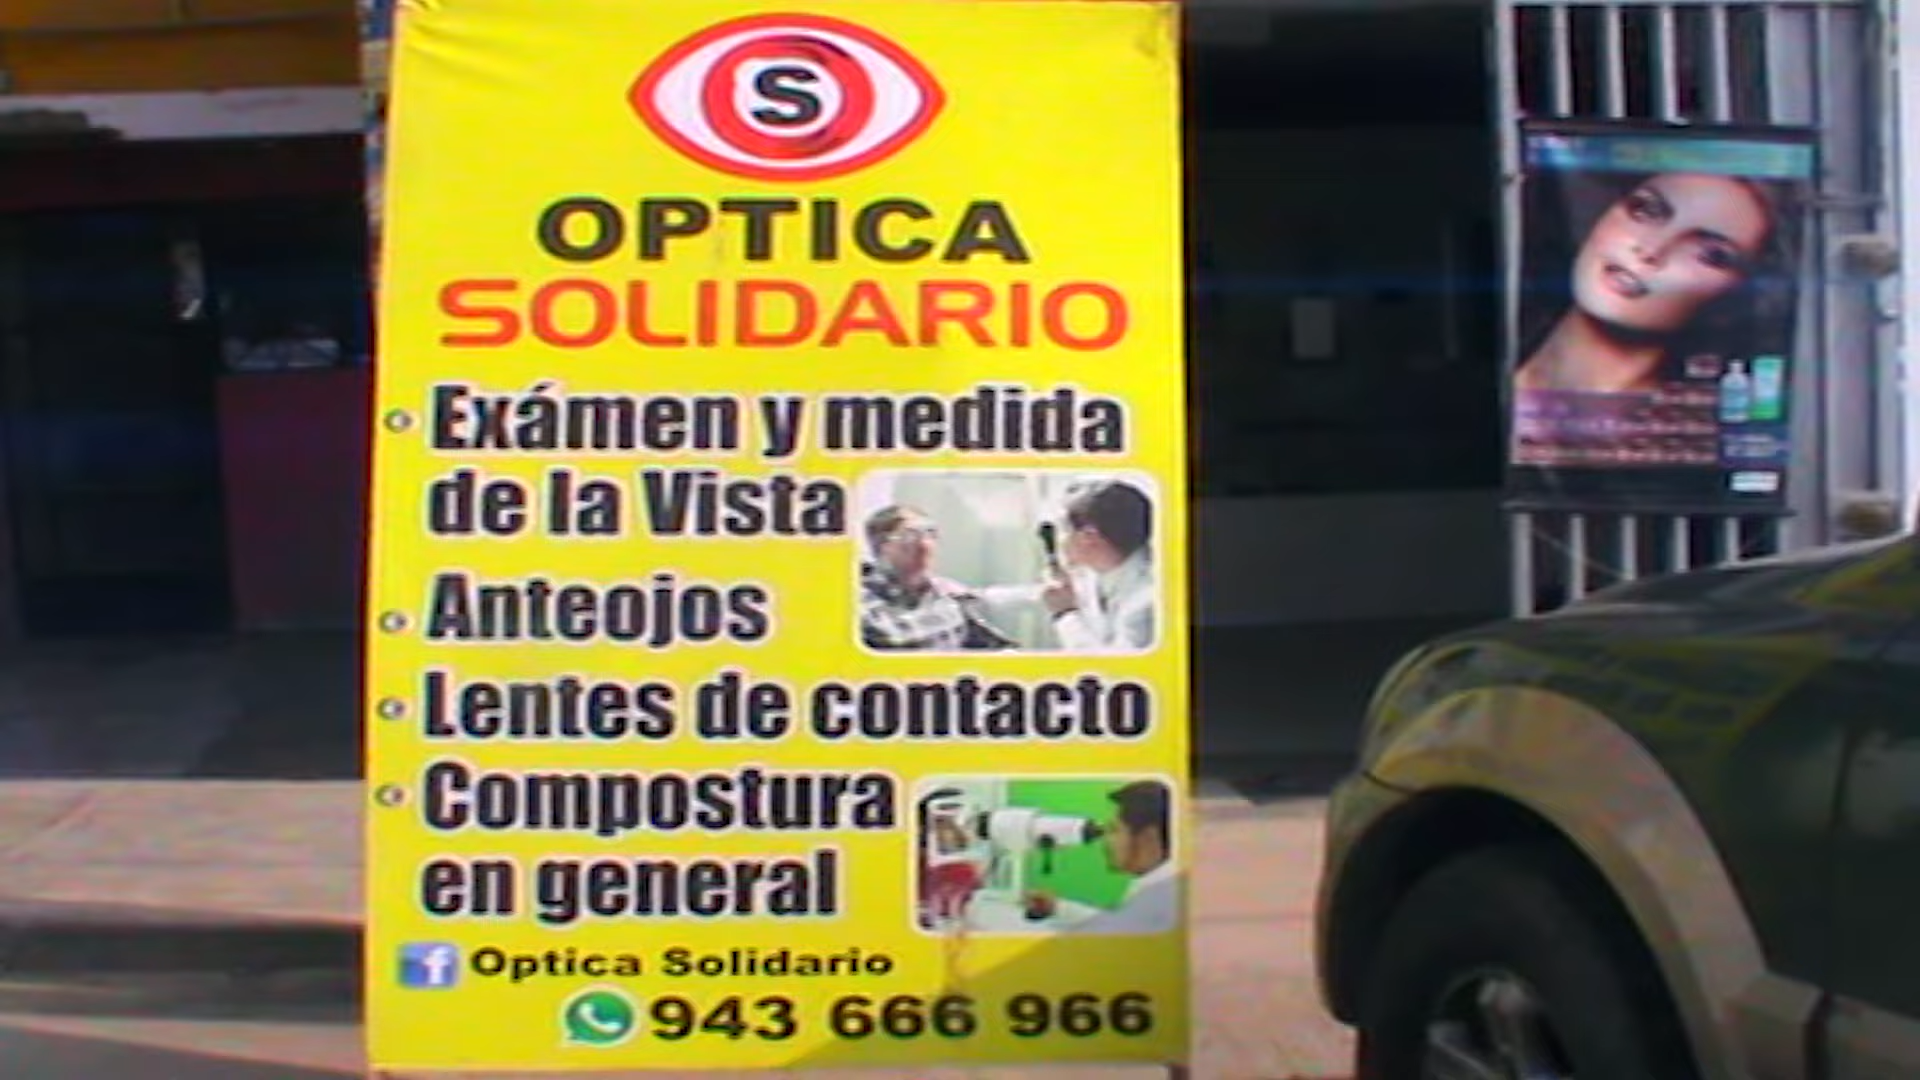 S
OPTICA
SOLIDARIO
Exámen y medida
de la Vista
Anteojos
Lentes de contacto
Compostura
en general
f Optica Solidario
943 666 966